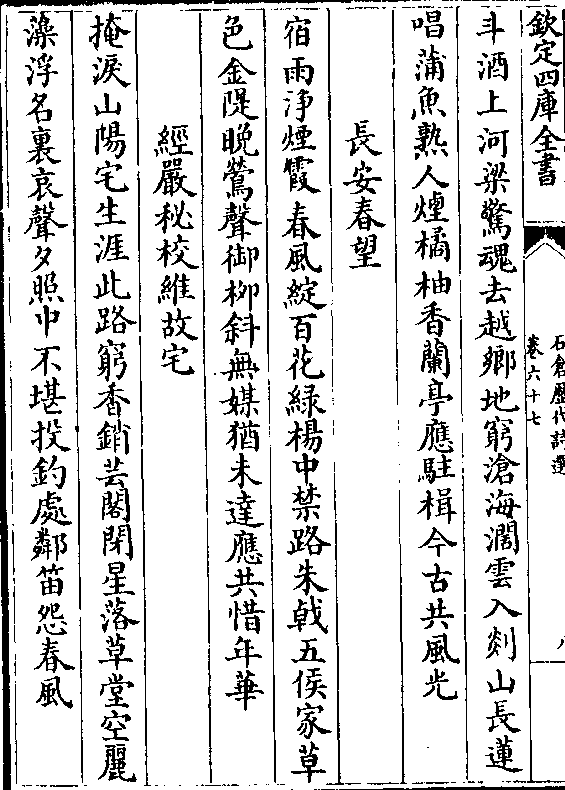 欽定四庫全書
石倉歷代詩選
卷六十七
八
斗酒上河梁驚魂去越鄉地窮滄海濶雲入剡山長蓮
唱蒲魚熟人煙橘柚香蘭亭應駐楫今古共風光
長安春望
宿雨淨煙霞春風綻百花緑楊中禁路朱戟五侯家草
色金隄晚鶯聲御柳斜無媒猶未達應共惜年華
經嚴秘校維故宅
掩淚山陽宅生涯此路窮香銷芸閣閉星落草堂空麗
藻浮名裏哀聲夕照中不堪投釣處鄰笛怨春風